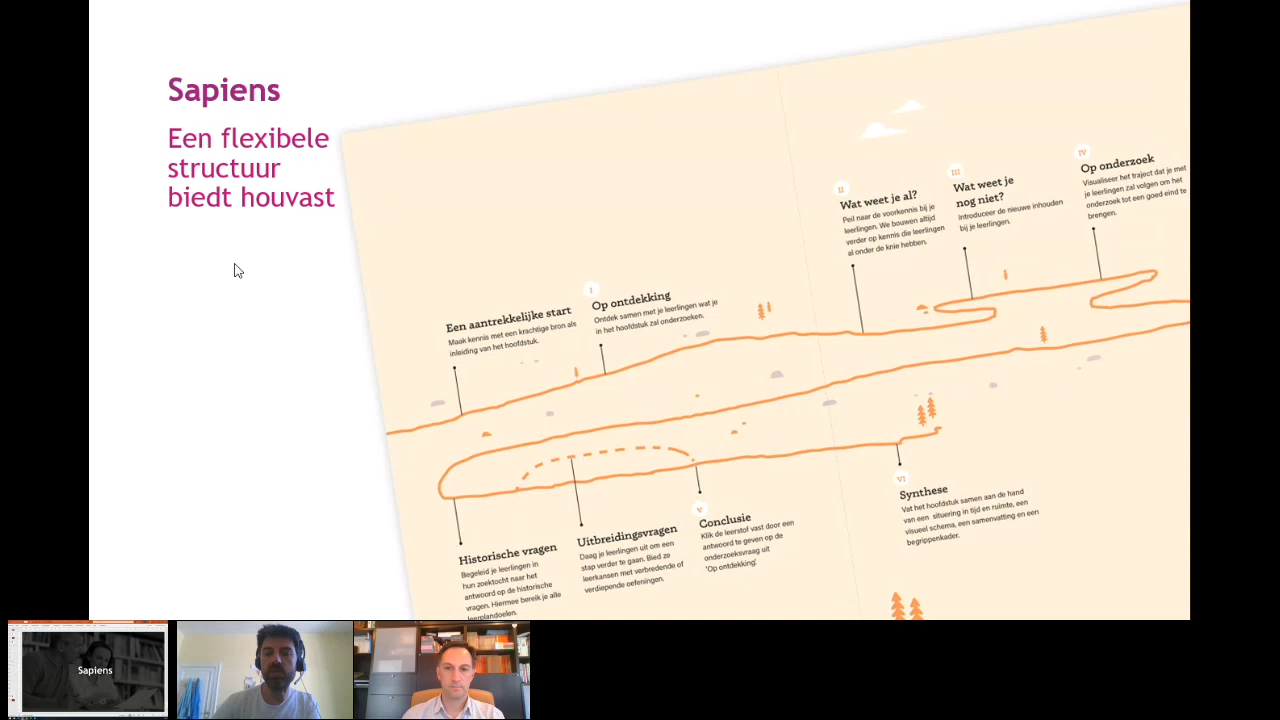 Sapiens
Een flexibele
structuur
biedt houvast
Een aantrekkelijke start
Maak kennis met een krachtige bron als
inleiding van het hoofdstuk.
I
Op ontdekking
Ontdek samen met je leerlingen wat je
in het hoofdstuk zal onderzoeken.
II
Wat weet je al?
Peil naar de voorkennis bij je
leerlingen. We bouwen altijd
verder op kennis die leerlingen
al onder de knie hebben.
III
Wat weet je
nog niet?
Introduceer de nieuwe inhouden
bij je leerlingen.
IV
Op onderzoek
Visualiseer het traject dat je met
je leerlingen zal volgen om het
onderzoek tot een goed eind te
brengen.
Historische vragen
Begeleid je leerlingen in
hun zoektocht naar het
antwoord op de historische
vragen. Hiermee bereik je alle
leerplandoelen.
Uitbreidingsvragen
Daag je leerlingen uit om een
stap verder te gaan. Bied ze
leerkansen met verbredende of
verdiepende oefeningen.
V
Conclusie
Klik de leerstof vast door een
antwoord te geven op de
onderzoeksvraag uit
'Op ontdekking'.
VI
Synthese
Vat het hoofdstuk samen aan de hand
van een situering in tijd en ruimte, een
visueel schema, een samenvatting en een
begrippenkader.
Sapiens